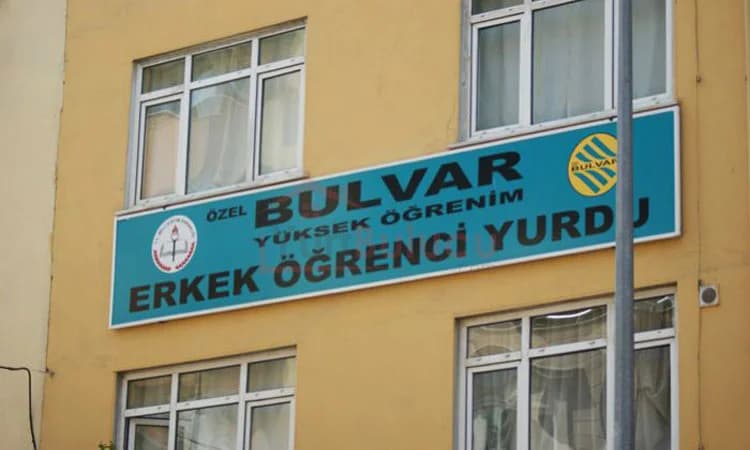 ÖZEL BULVAR
YÜKSEK ÖĞRENİM
ERKEK ÖĞRENCİ YURDU
BULVAR